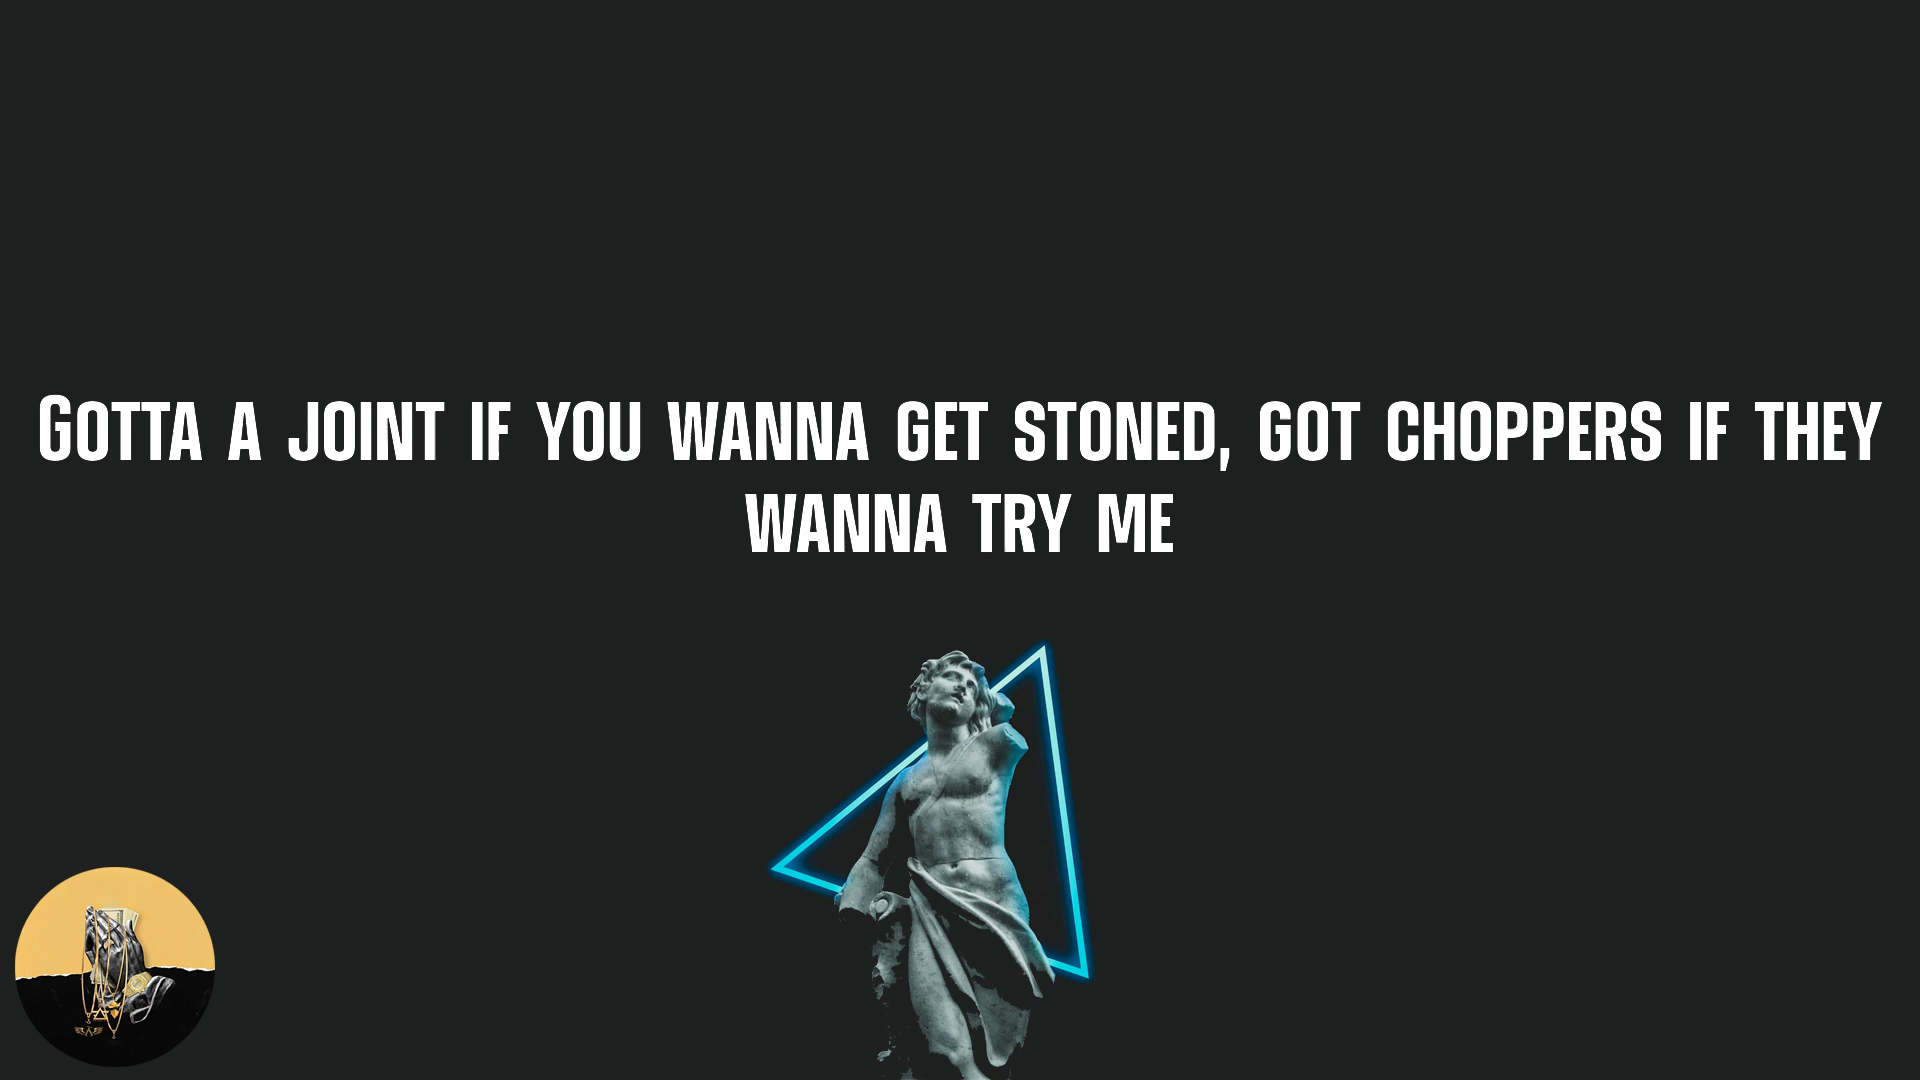 Gotta a joint if you wanna get stoned, got choppers if they
wanna try me